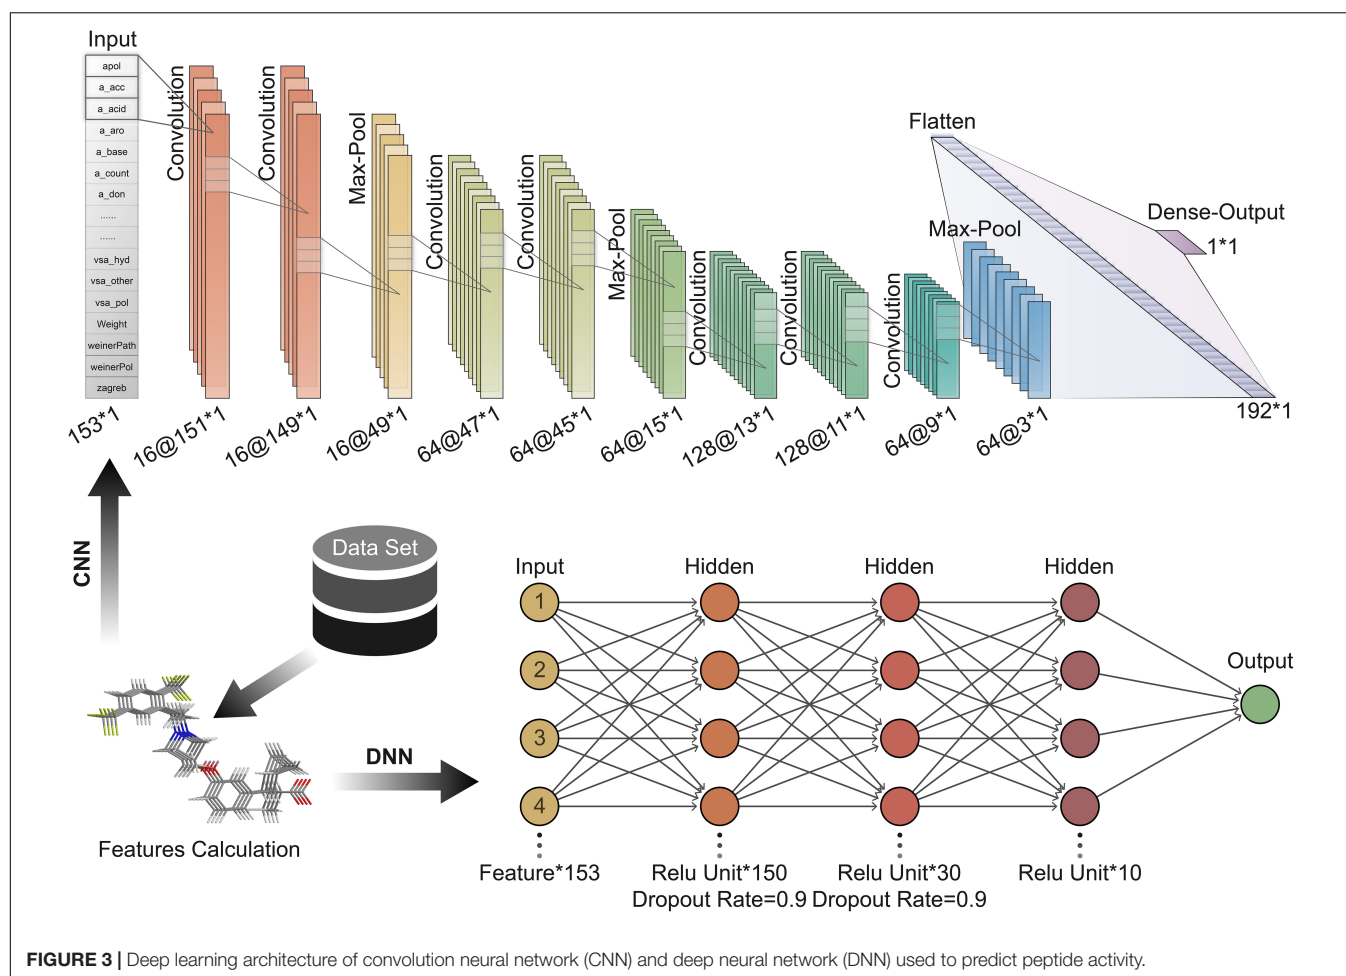 Input
apol
a_acc
a_acid
a_aro
a_base
a_count
a_don
......
......
vsa_hyd
vsa_other
vsa_pol
Weight
weinerPath
weinerPol
zagreb
153*1
Convolution
16@151*1
Convolution
16@149*1
Max-Pool
16@49*1
Convolution
64@47*1
Convolution
64@45*1
Max-Pool
64@15*1
Convolution
128@13*1
Convolution
128@11*1
Convolution
64@9*1
Max-Pool
64@3*1
Flatten
192*1
Dense-Output
1*1
CNN
Data Set
Features Calculation
DNN
Input Hidden Hidden Hidden
1
2
3
4
Output
Feature*153 Relu Unit*150 Relu Unit*30 Relu Unit*10
Dropout Rate=0.9 Dropout Rate=0.9
FIGURE 3 | Deep learning architecture of convolution neural network (CNN) and deep neural network (DNN) used to predict peptide activity.